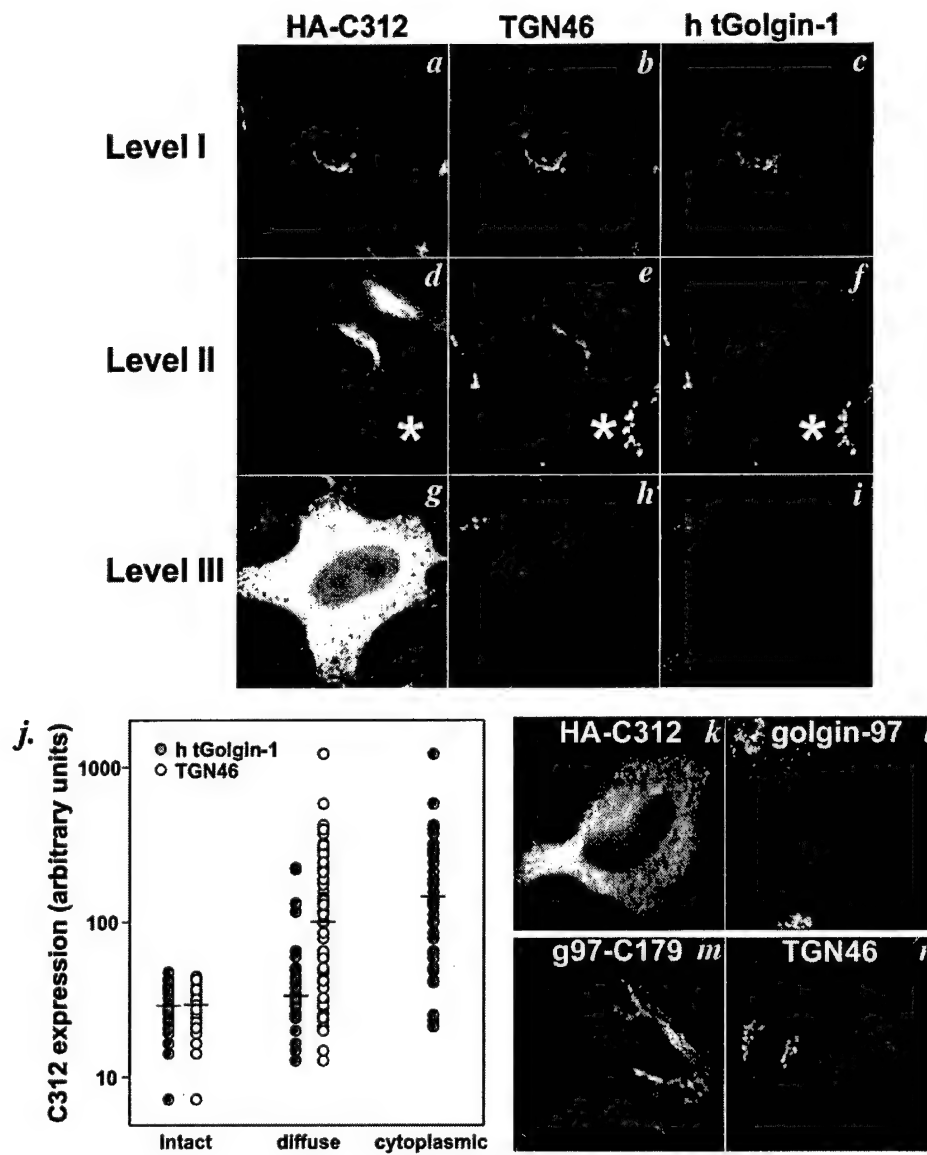 HA-C312 TGN46 h tGolgin-1
a b c
Level I
d e f
Level II
* * *
g h i
Level III
j.
C312 expression (arbitrary units)
h tGolgin-1
TGN46
1000
100
10
intact diffuse cytoplasmic
HA-C312 k golgin-97 l
g97-C179 m TGN46 n